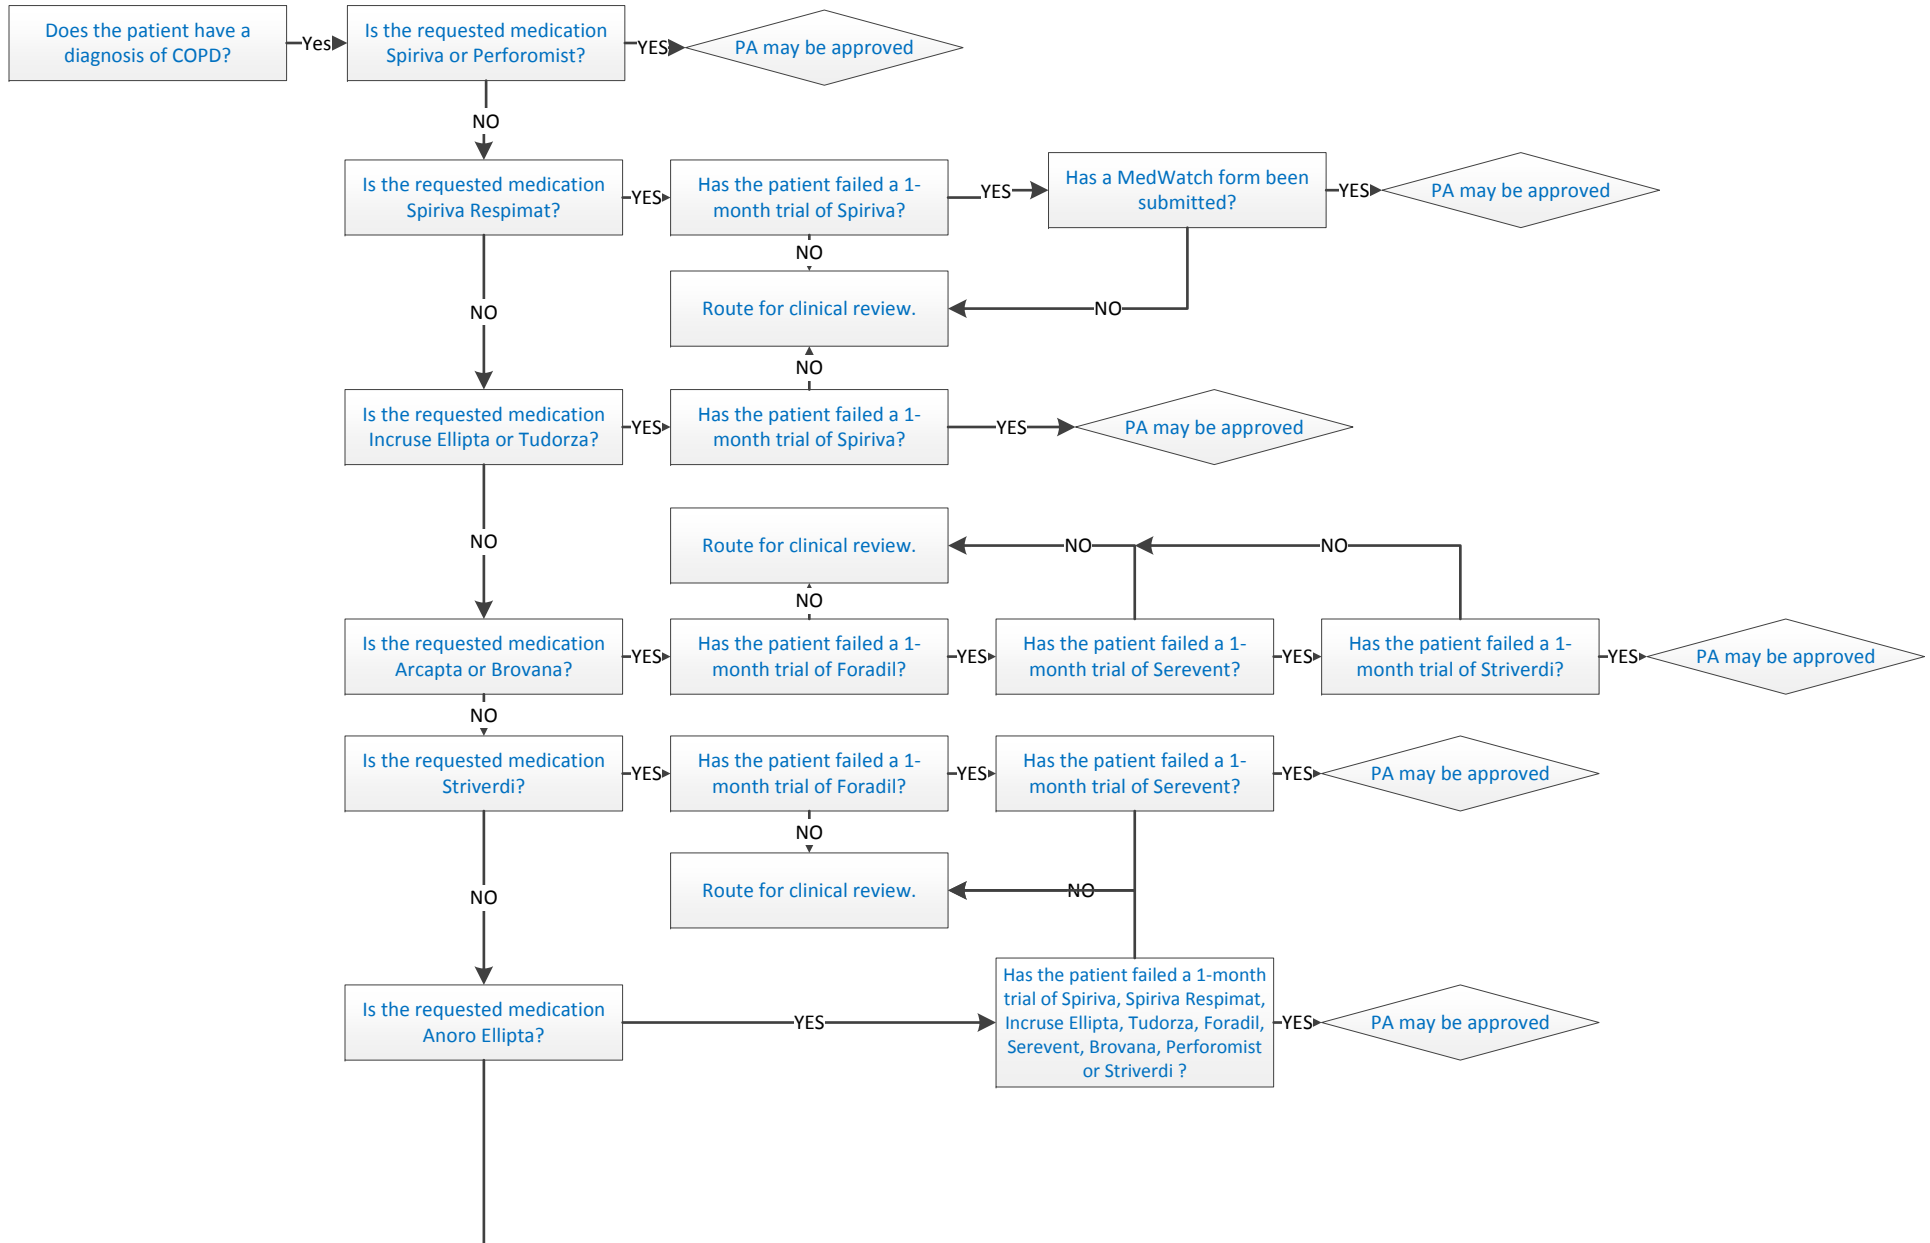 Does the patient have a
diagnosis of COPD?
Yes
Is the requested medication
Spiriva or Perforomist?
YES
PA may be approved
NO
Is the requested medication
Spiriva Respimat?
YES
Has the patient failed a 1-
month trial of Spiriva?
YES
Has a MedWatch form been
submitted?
YES
PA may be approved
NO
NO
Route for clinical review.
NO
NO
Is the requested medication
Incruse Ellipta or Tudorza?
YES
Has the patient failed a 1-
month trial of Spiriva?
YES
PA may be approved
NO
NO
Route for clinical review.
NO
NO
NO
Is the requested medication
Arcapta or Brovana?
YES
Has the patient failed a 1-
month trial of Foradil?
YES
Has the patient failed a 1-
month trial of Serevent?
YES
Has the patient failed a 1-
month trial of Striverdi?
YES
PA may be approved
NO
Is the requested medication
Striverdi?
YES
Has the patient failed a 1-
month trial of Foradil?
YES
Has the patient failed a 1-
month trial of Serevent?
YES
PA may be approved
NO
Route for clinical review.
NO
NO
Is the requested medication
Anoro Ellipta?
YES
Has the patient failed a 1-month
trial of Spiriva, Spiriva Respimat,
Incruse Ellipta, Tudorza, Foradil,
Serevent, Brovana, Perforomist
or Striverdi ?
YES
PA may be approved